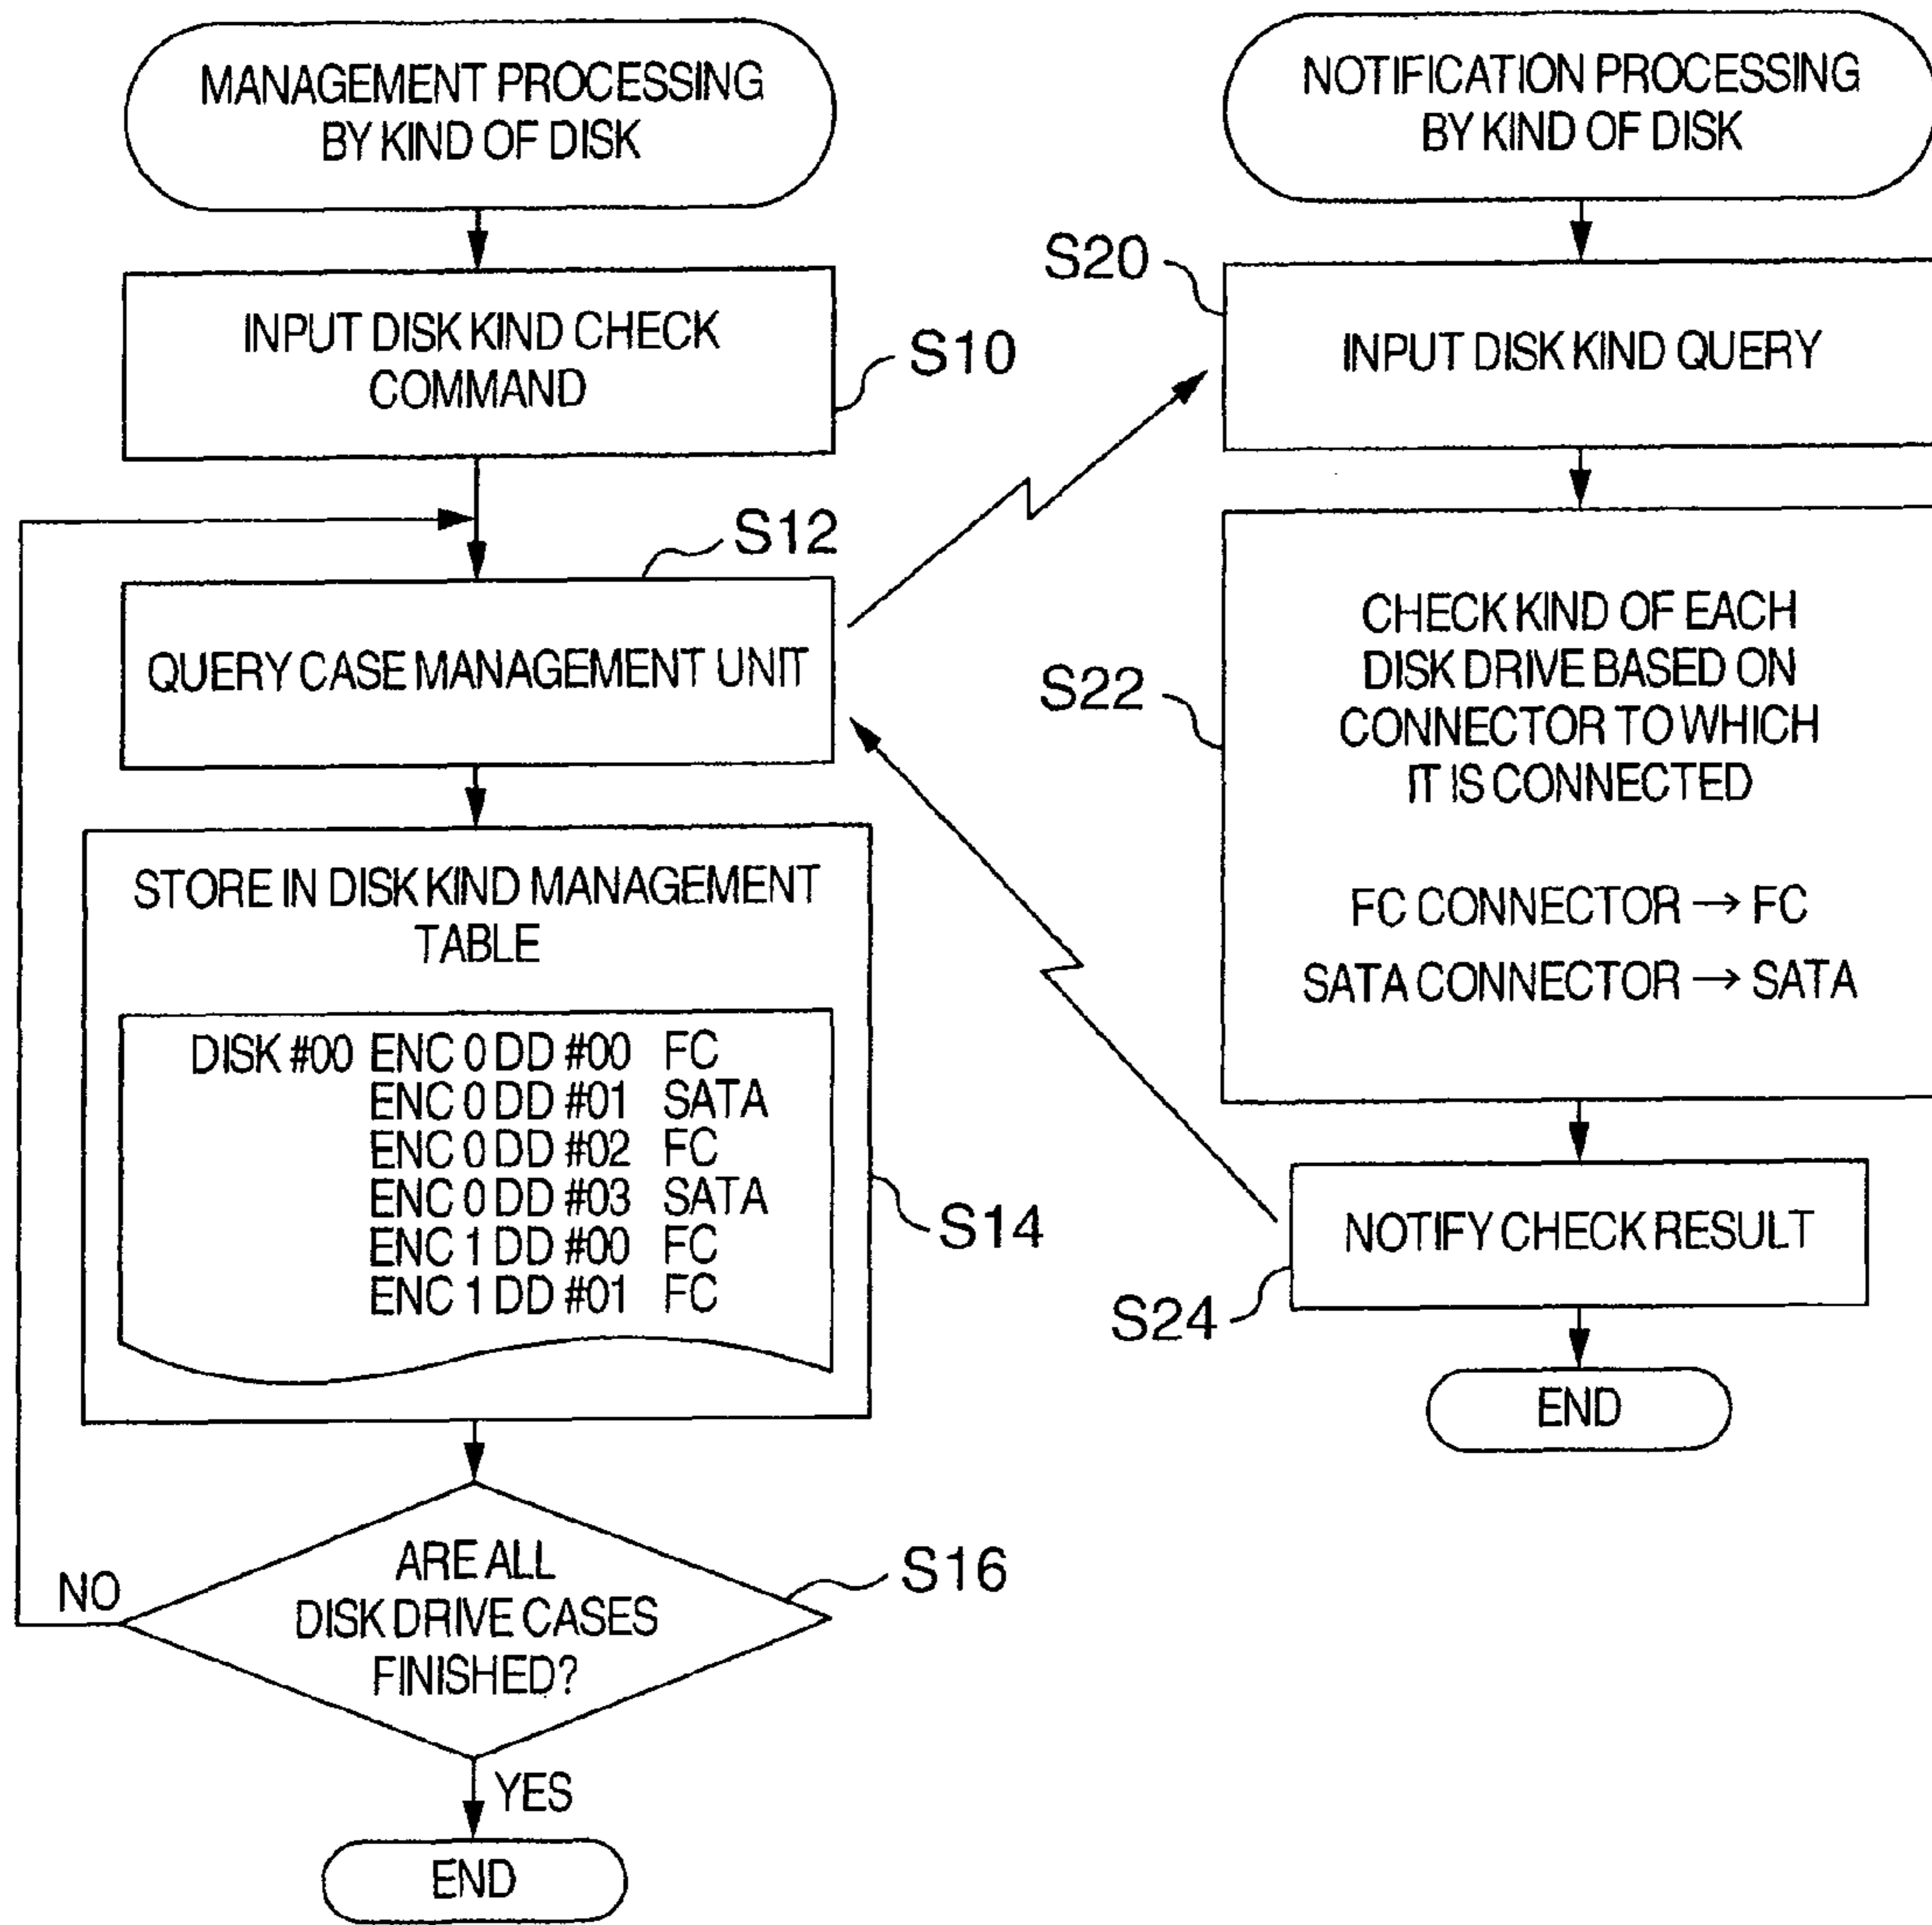 MANAGEMENT PROCESSING
BY KIND OF DISK
INPUT DISK KIND CHECK
COMMAND
S10
S12
QUERY CASE MANAGEMENT UNIT
STORE IN DISK KIND MANAGEMENT
TABLE
DISK #00 ENC 0 DD #00 FC
ENC 0 DD #01 SATA
ENC 0 DD #02 FC
ENC 0 DD #03 SATA
ENC 1 DD #00 FC
ENC 1 DD #01 FC
S14
ARE ALL
DISK DRIVE CASES
FINISHED?
S16
NO
YES
END
NOTIFICATION PROCESSING
BY KIND OF DISK
S20
INPUT DISK KIND QUERY
S22
CHECK KIND OF EACH
DISK DRIVE BASED ON
CONNECTOR TO WHICH
IT IS CONNECTED
FC CONNECTOR → FC
SATA CONNECTOR → SATA
NOTIFY CHECK RESULT
S24
END